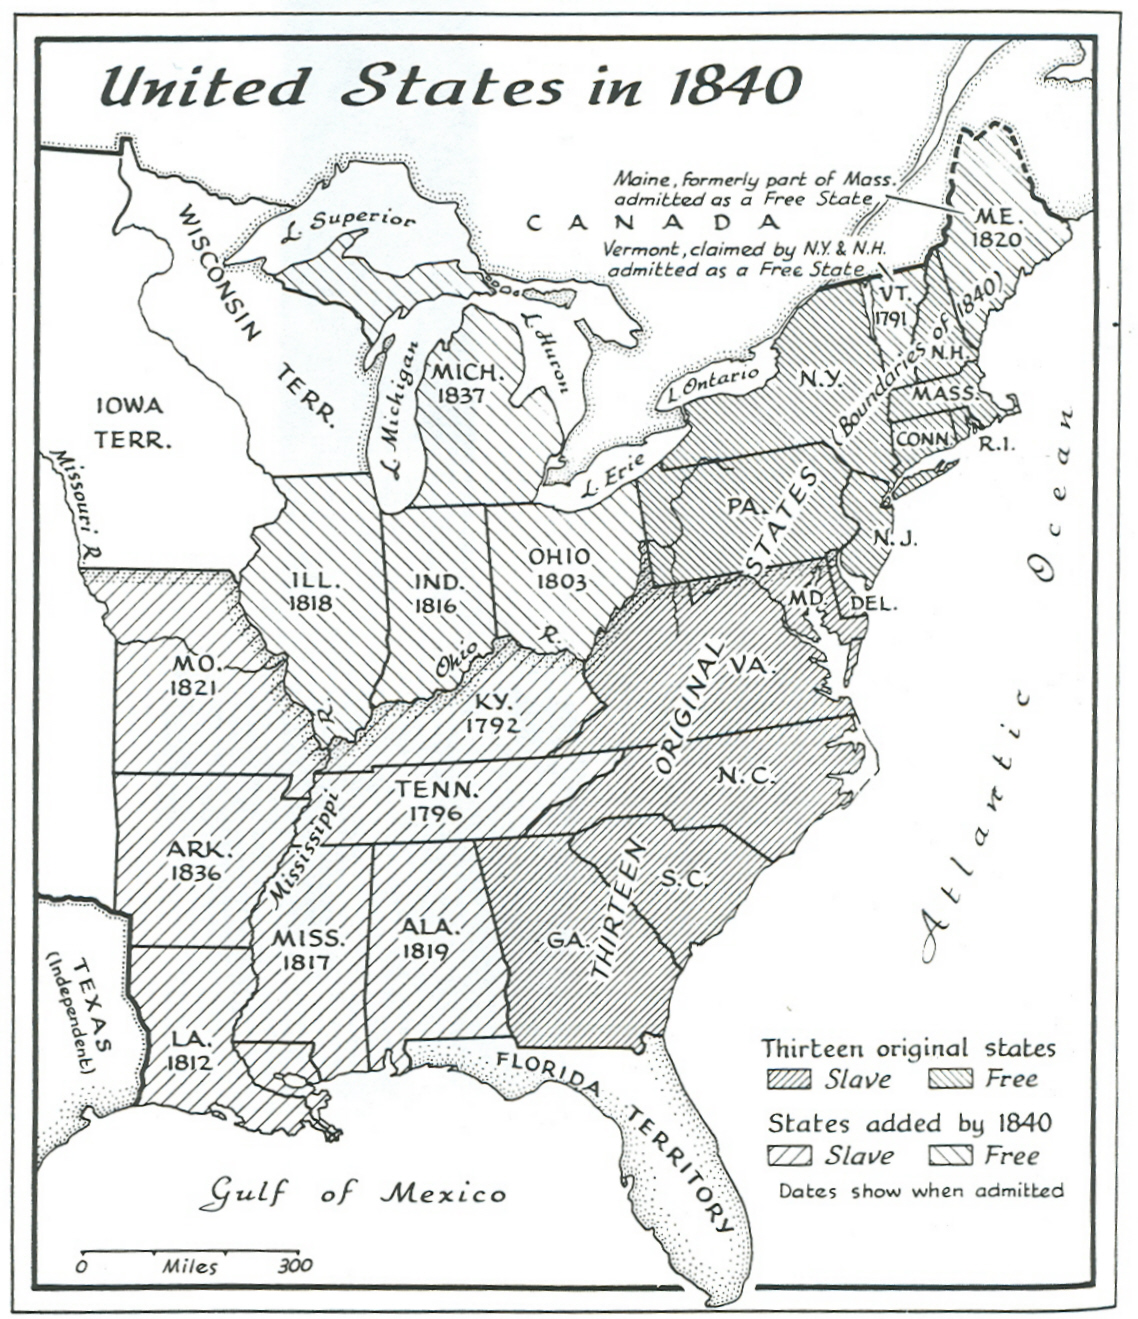 United States in 1840
Maine, formerly part of Mass.
admitted as a Free State
CANADA
Vermont, claimed by N.Y. & N.H.
admitted as a Free State
ME.
1820
WISCONSIN
TERR.
L. Superior
L. Michigan
L. Huron
L. Ontario
L. Erie
MICH.
1837
VT.
1791
N.H.
(Boundaries of 1840)
N.Y.
MASS.
CONN.
R.I.
IOWA
TERR.
Missouri R.
PA.
N.J.
OHIO
1803
ILL.
1818
IND.
1816
MD.
DEL.
Ohio R.
MO.
1821
VA.
KY.
1792
R.
THIRTEEN ORIGINAL STATES
N.C.
TENN.
1796
Mississippi
ARK.
1836
S.C.
MISS.
1817
ALA.
1819
GA.
Atlantic Ocean
TEXAS
(Independent)
LA.
1812
FLORIDA TERRITORY
Gulf of Mexico
Thirteen original states
Slave Free
States added by 1840
Slave Free
Dates show when admitted
0 Miles 300